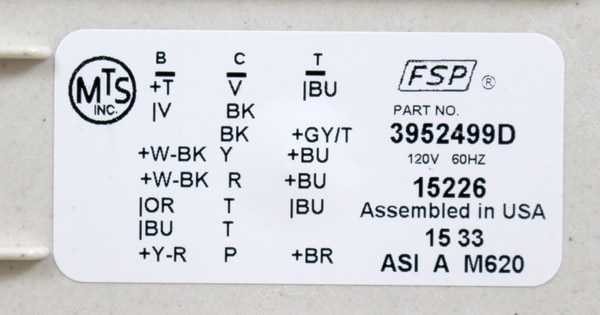 MTS
INC.
B C T
+T V |BU
|V BK
BK +GY/T
+W-BK Y +BU
+W-BK R +BU
|OR T |BU
|BU T
+Y-R P +BR
FSP ®
PART NO.
3952499D
120V 60HZ
15226
Assembled in USA
15 33
ASI A M620